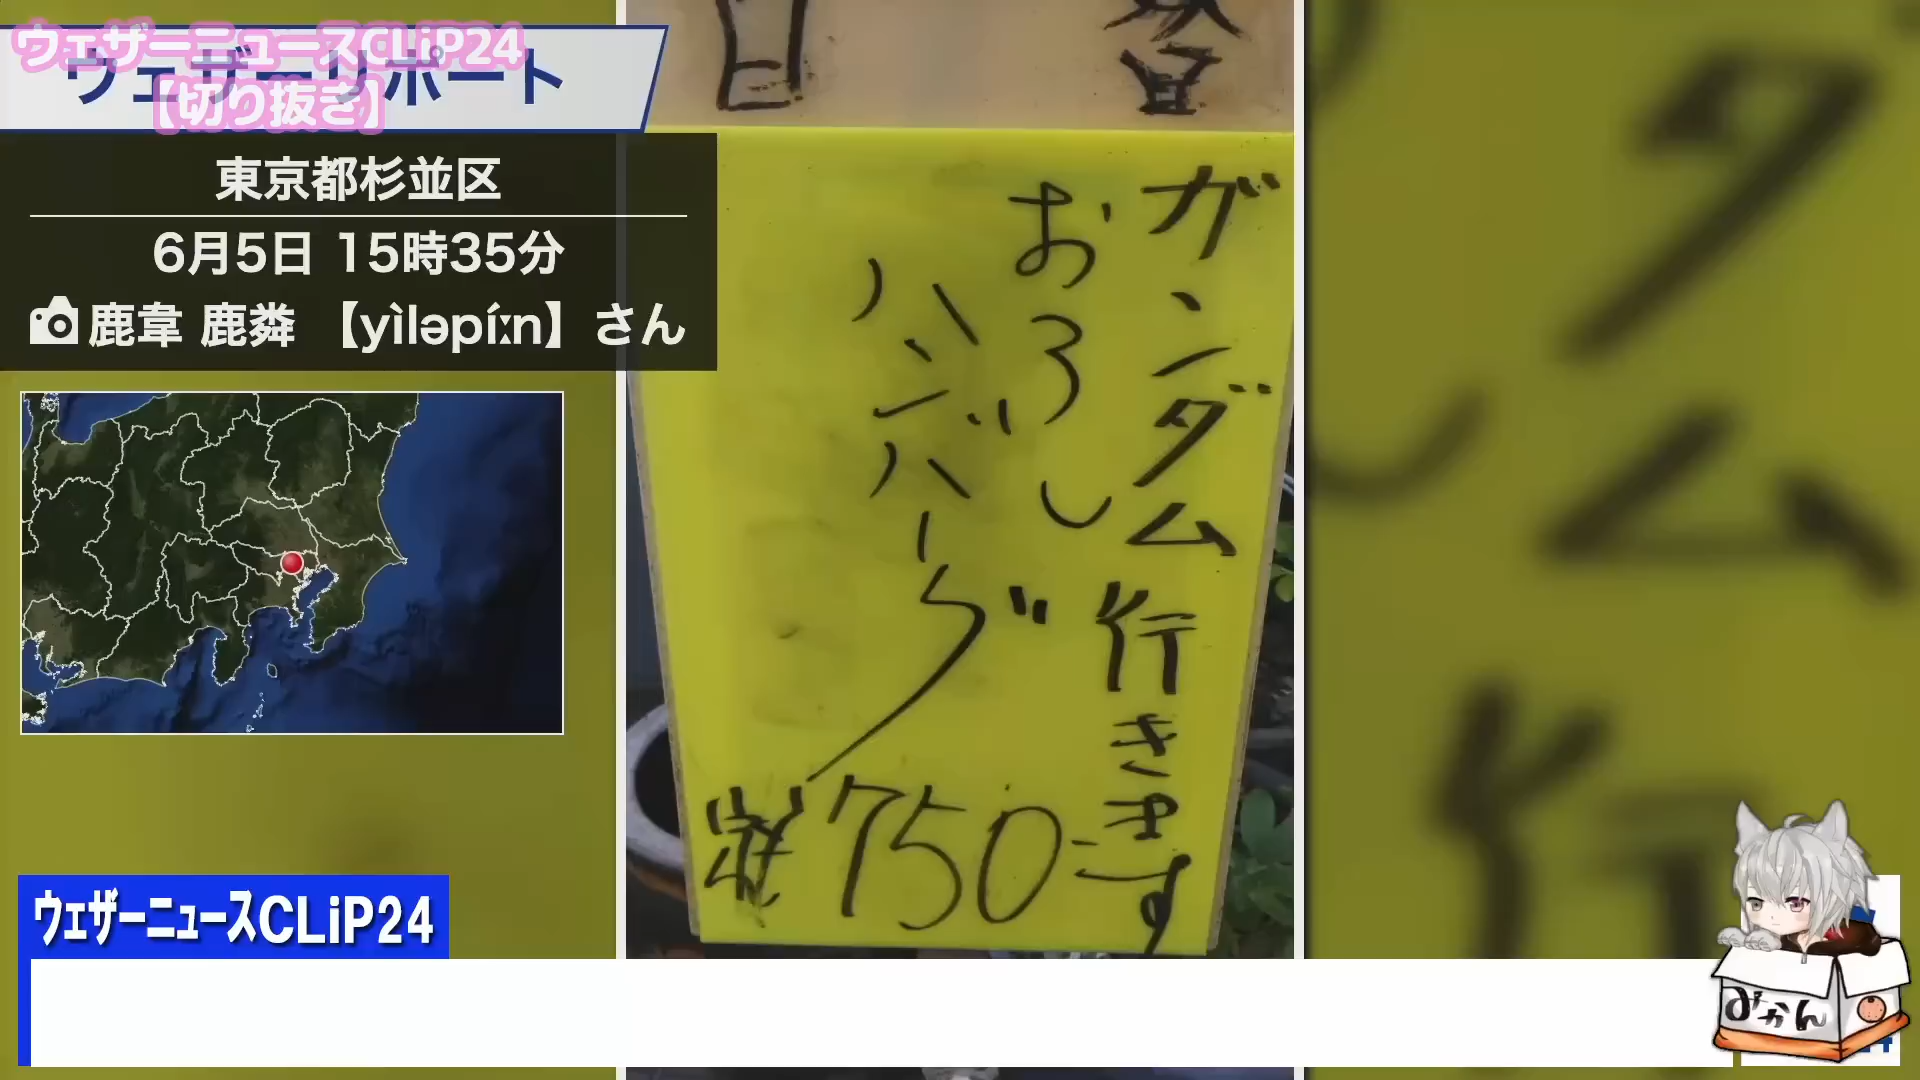 ウェザーニュースCLiP24
【切り抜き】
ウェザーリポート
東京都杉並区
6月5日 15時35分
鹿韋 鹿粦 【yìləpíːn】さん
ガンダム行きます
おろし
ハンバーグ
750
日
ウェザーニュースCLiP24
みかん